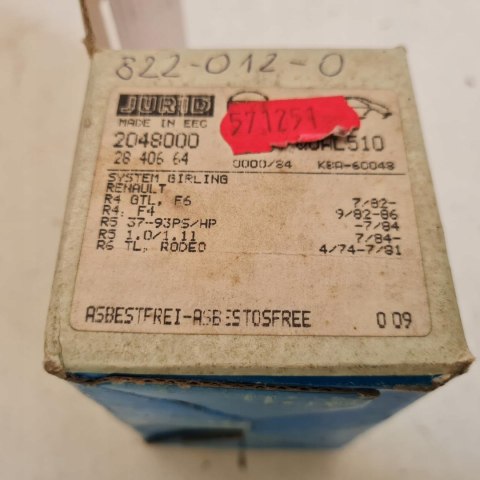 822-012-0
JURID
MADE IN EEC
571251
2048000
510
28 406 64
0000/84
KBA-60048
SYSTEM GIRLING
RENAULT
R4 GTL, F6 7/82-
R4, F4 9/82-86
R5 37-93PS/HP -7/84
R5 1.0/1.1l 7/84-
R6 TL, RODEO 4/74-7/81
ASBESTFREI-ASBESTOSFREE 0 09